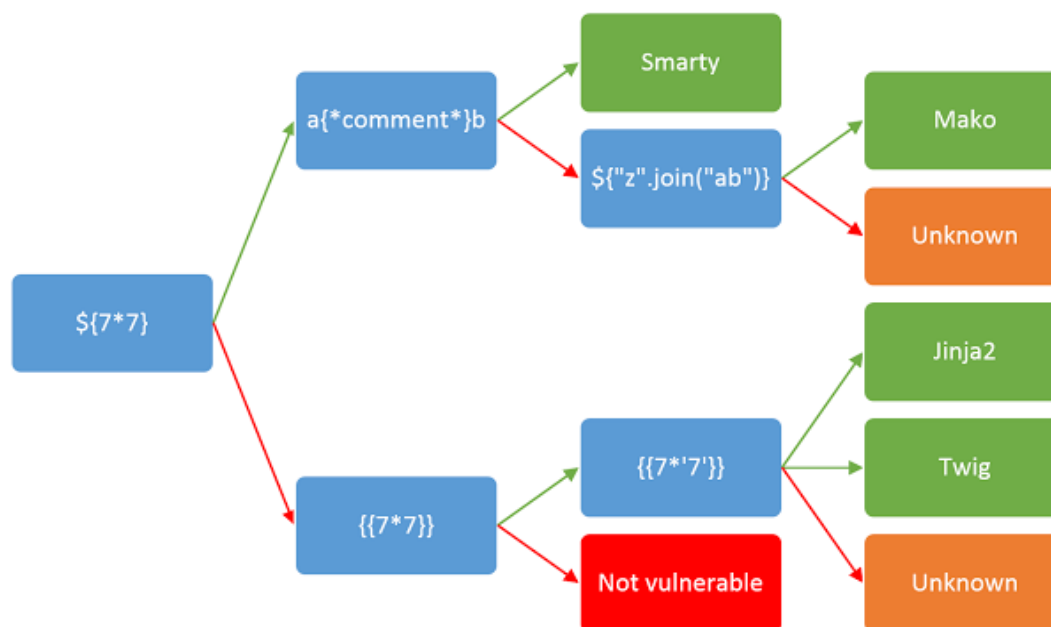 Smarty
a{*comment*}b
Mako
${"z".join("ab")}
Unknown
${7*7}
Jinja2
{{7*'7'}}
Twig
{{7*7}}
Not vulnerable
Unknown